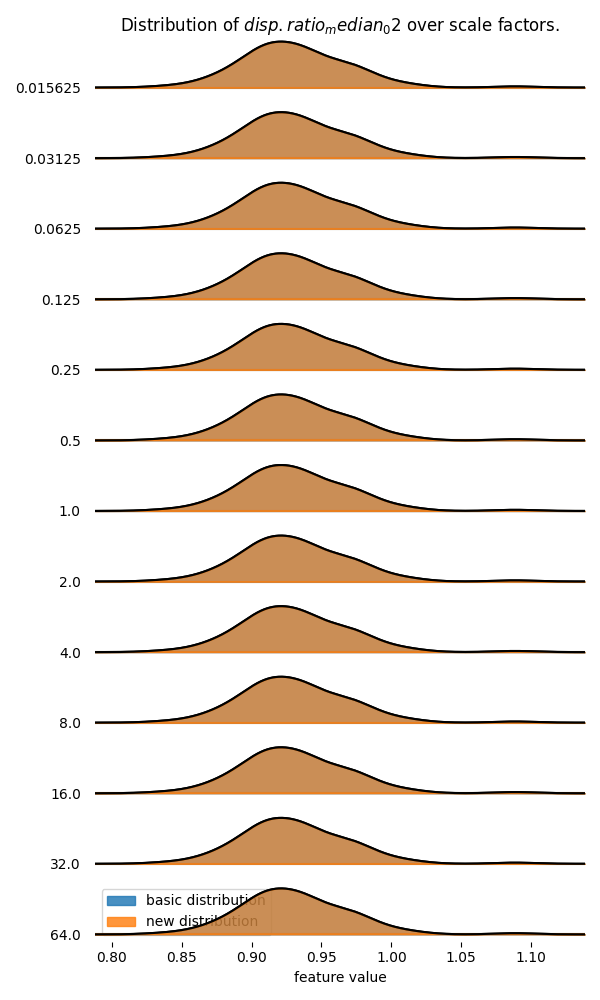 Distribution of disp. ratioₘedian₀2 over scale factors.
0.015625
0.03125
0.0625
0.125
0.25
0.5
1.0
2.0
4.0
8.0
16.0
32.0
64.0
basic distribution
new distribution
0.80 0.85 0.90 0.95 1.00 1.05 1.10
feature value